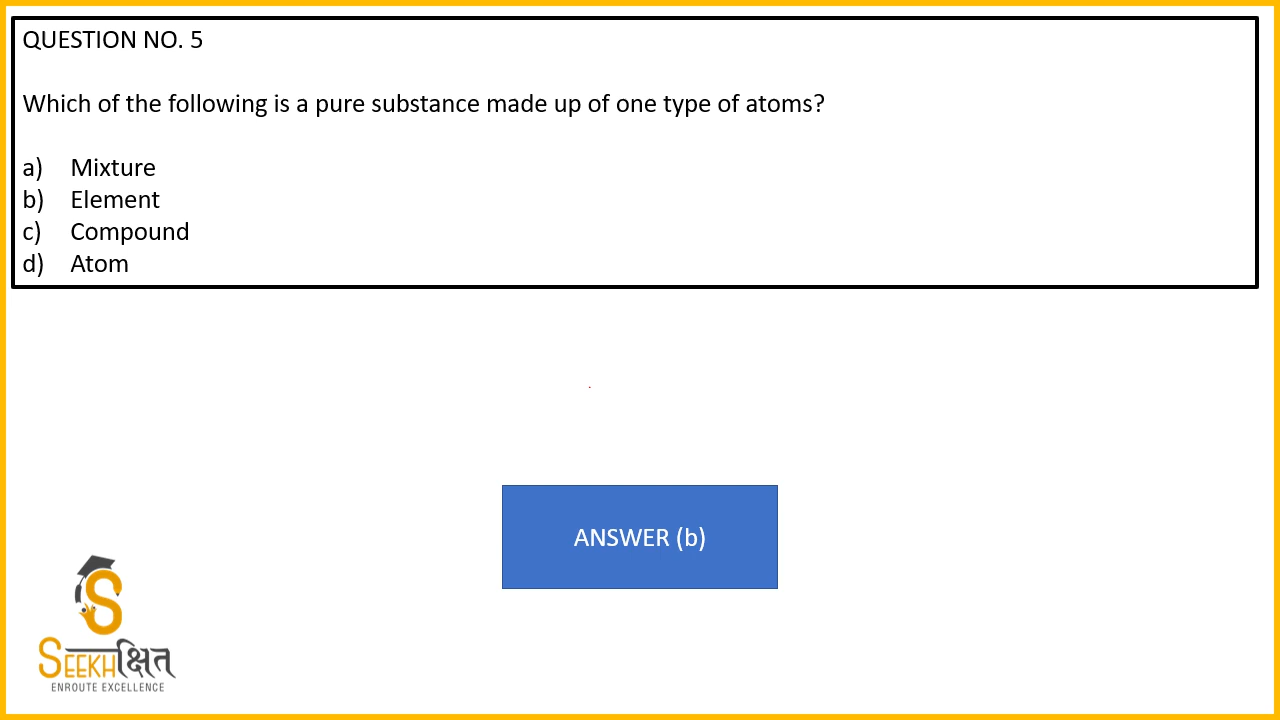 QUESTION NO. 5
Which of the following is a pure substance made up of one type of atoms?
a) Mixture
b) Element
c) Compound
d) Atom
ANSWER (b)
SEEKHक्षित
ENROUTE EXCELLENCE